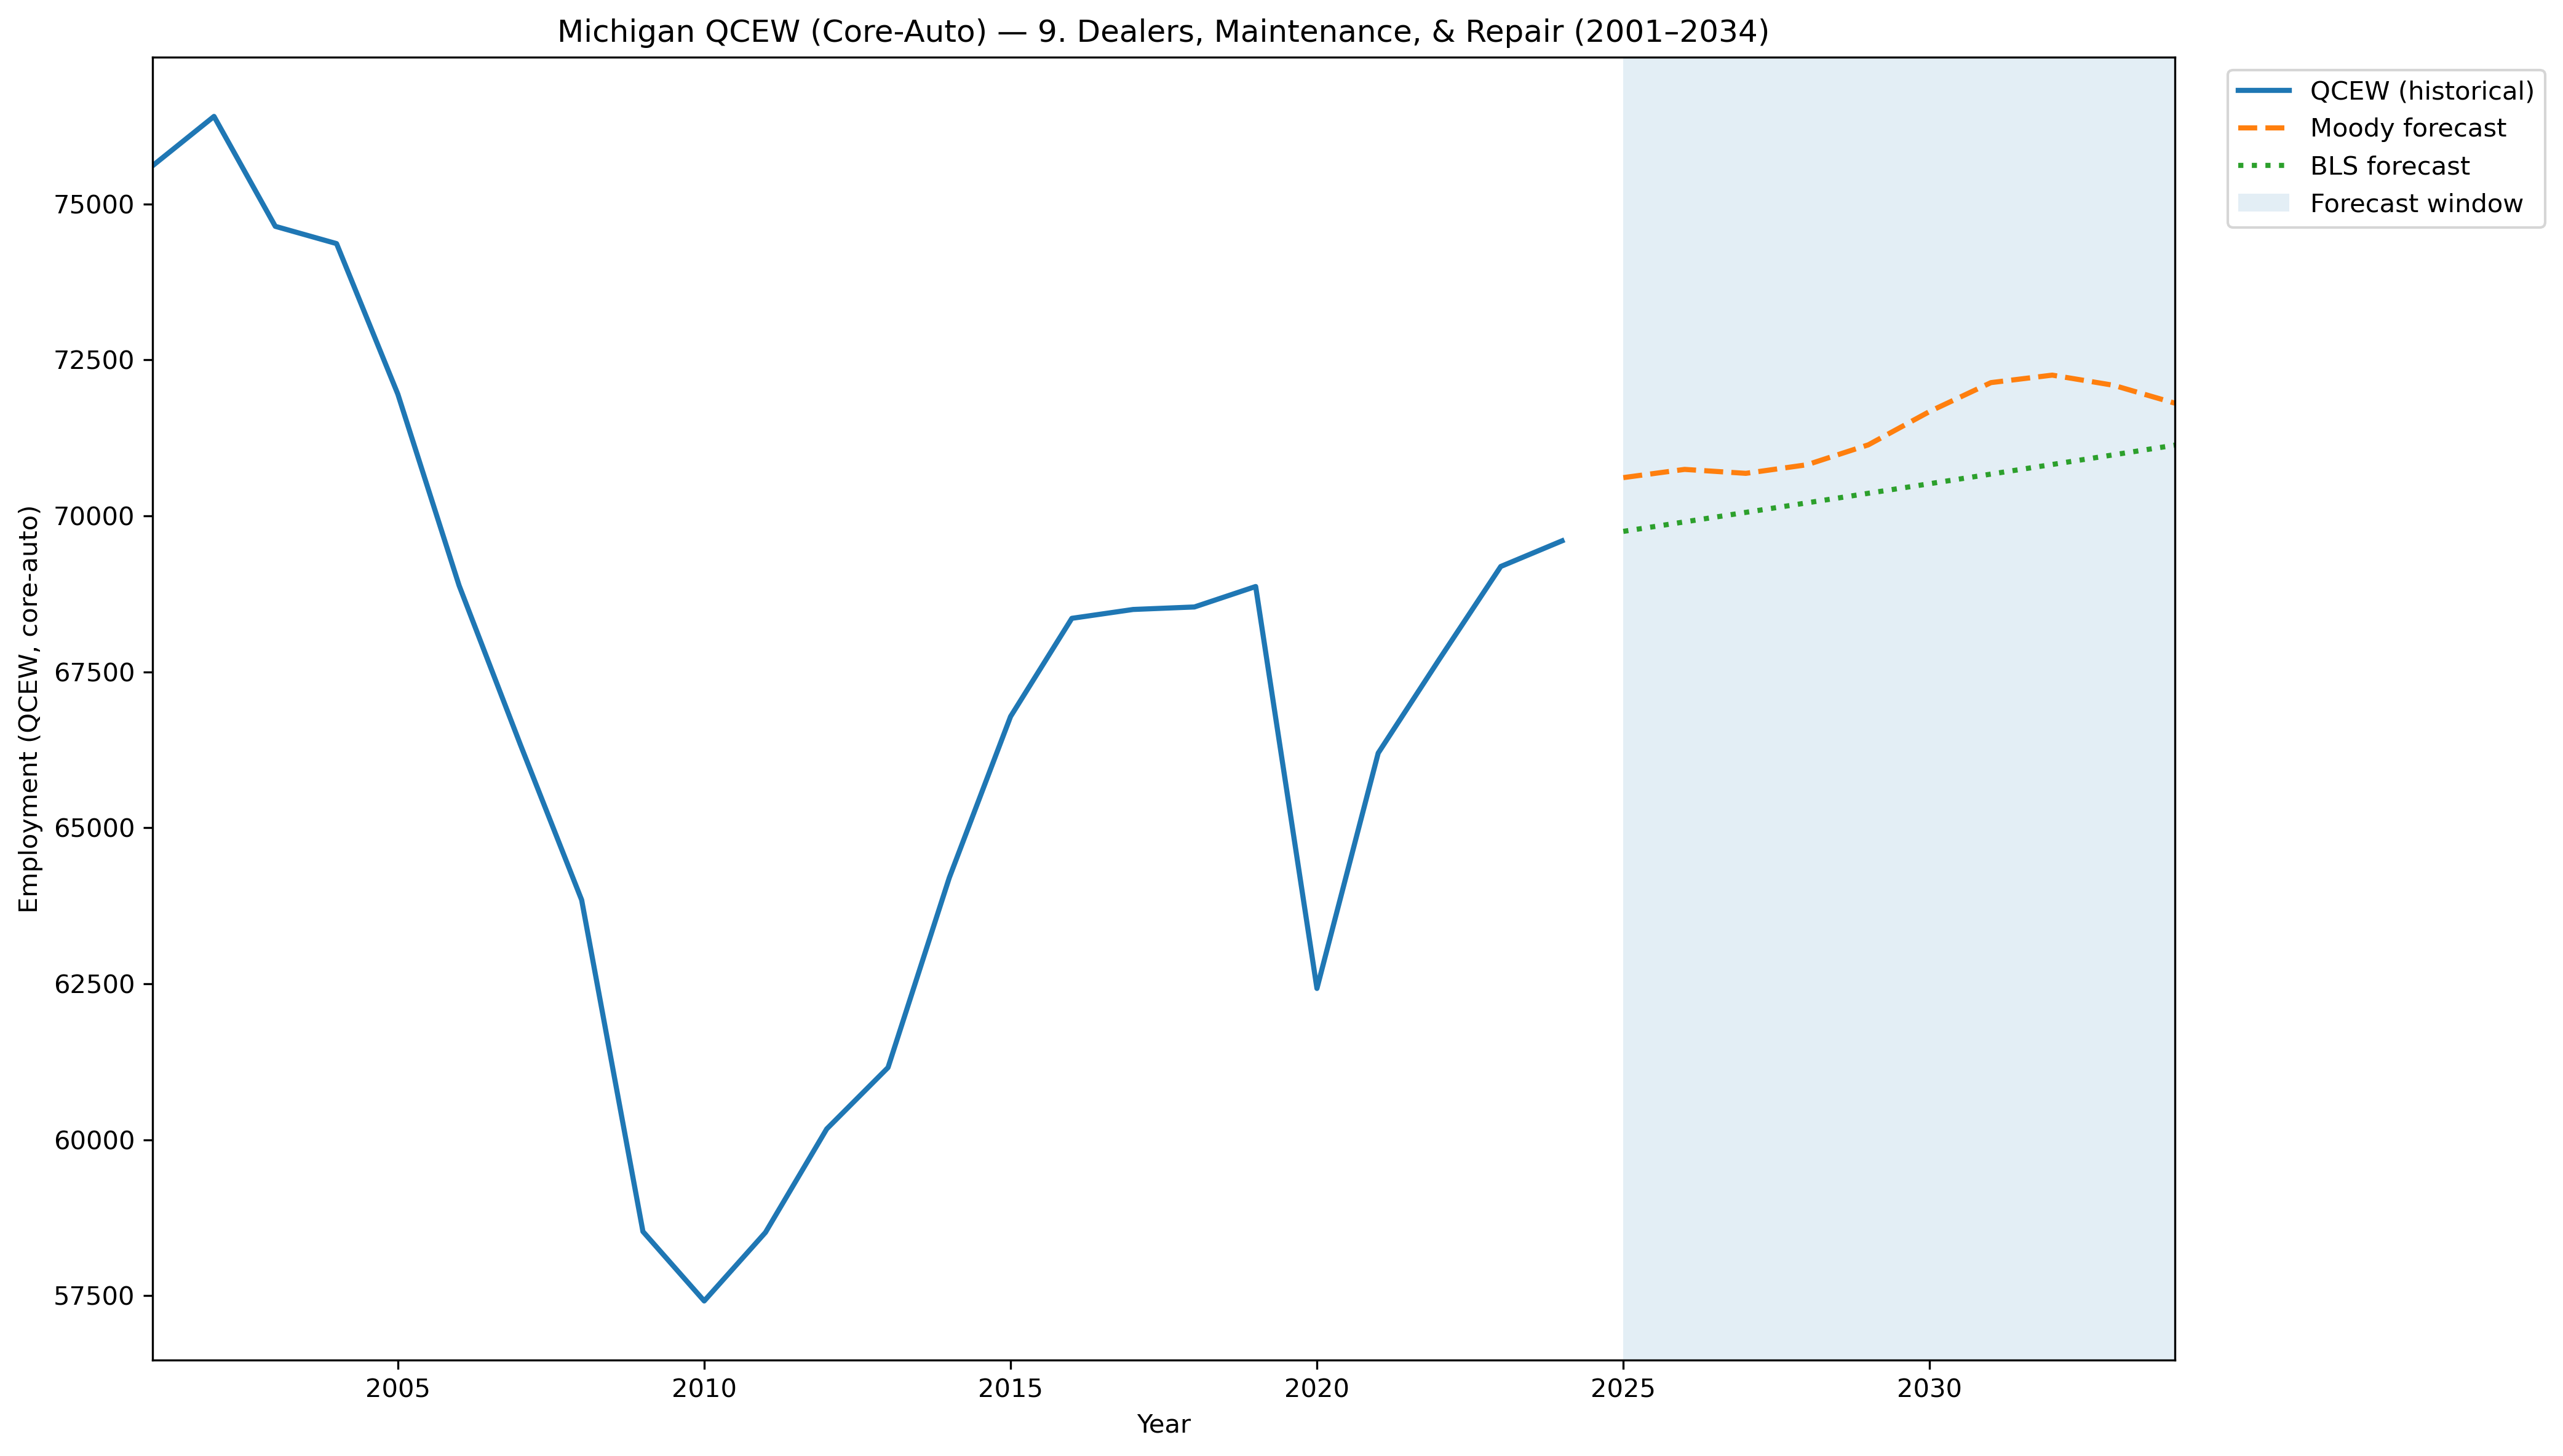 Michigan QCEW (Core-Auto) — 9. Dealers, Maintenance, & Repair (2001–2034)
QCEW (historical)
Moody forecast
BLS forecast
Forecast window
Employment (QCEW, core-auto)
75000
72500
70000
67500
65000
62500
60000
57500
2005 2010 2015 2020 2025 2030
Year